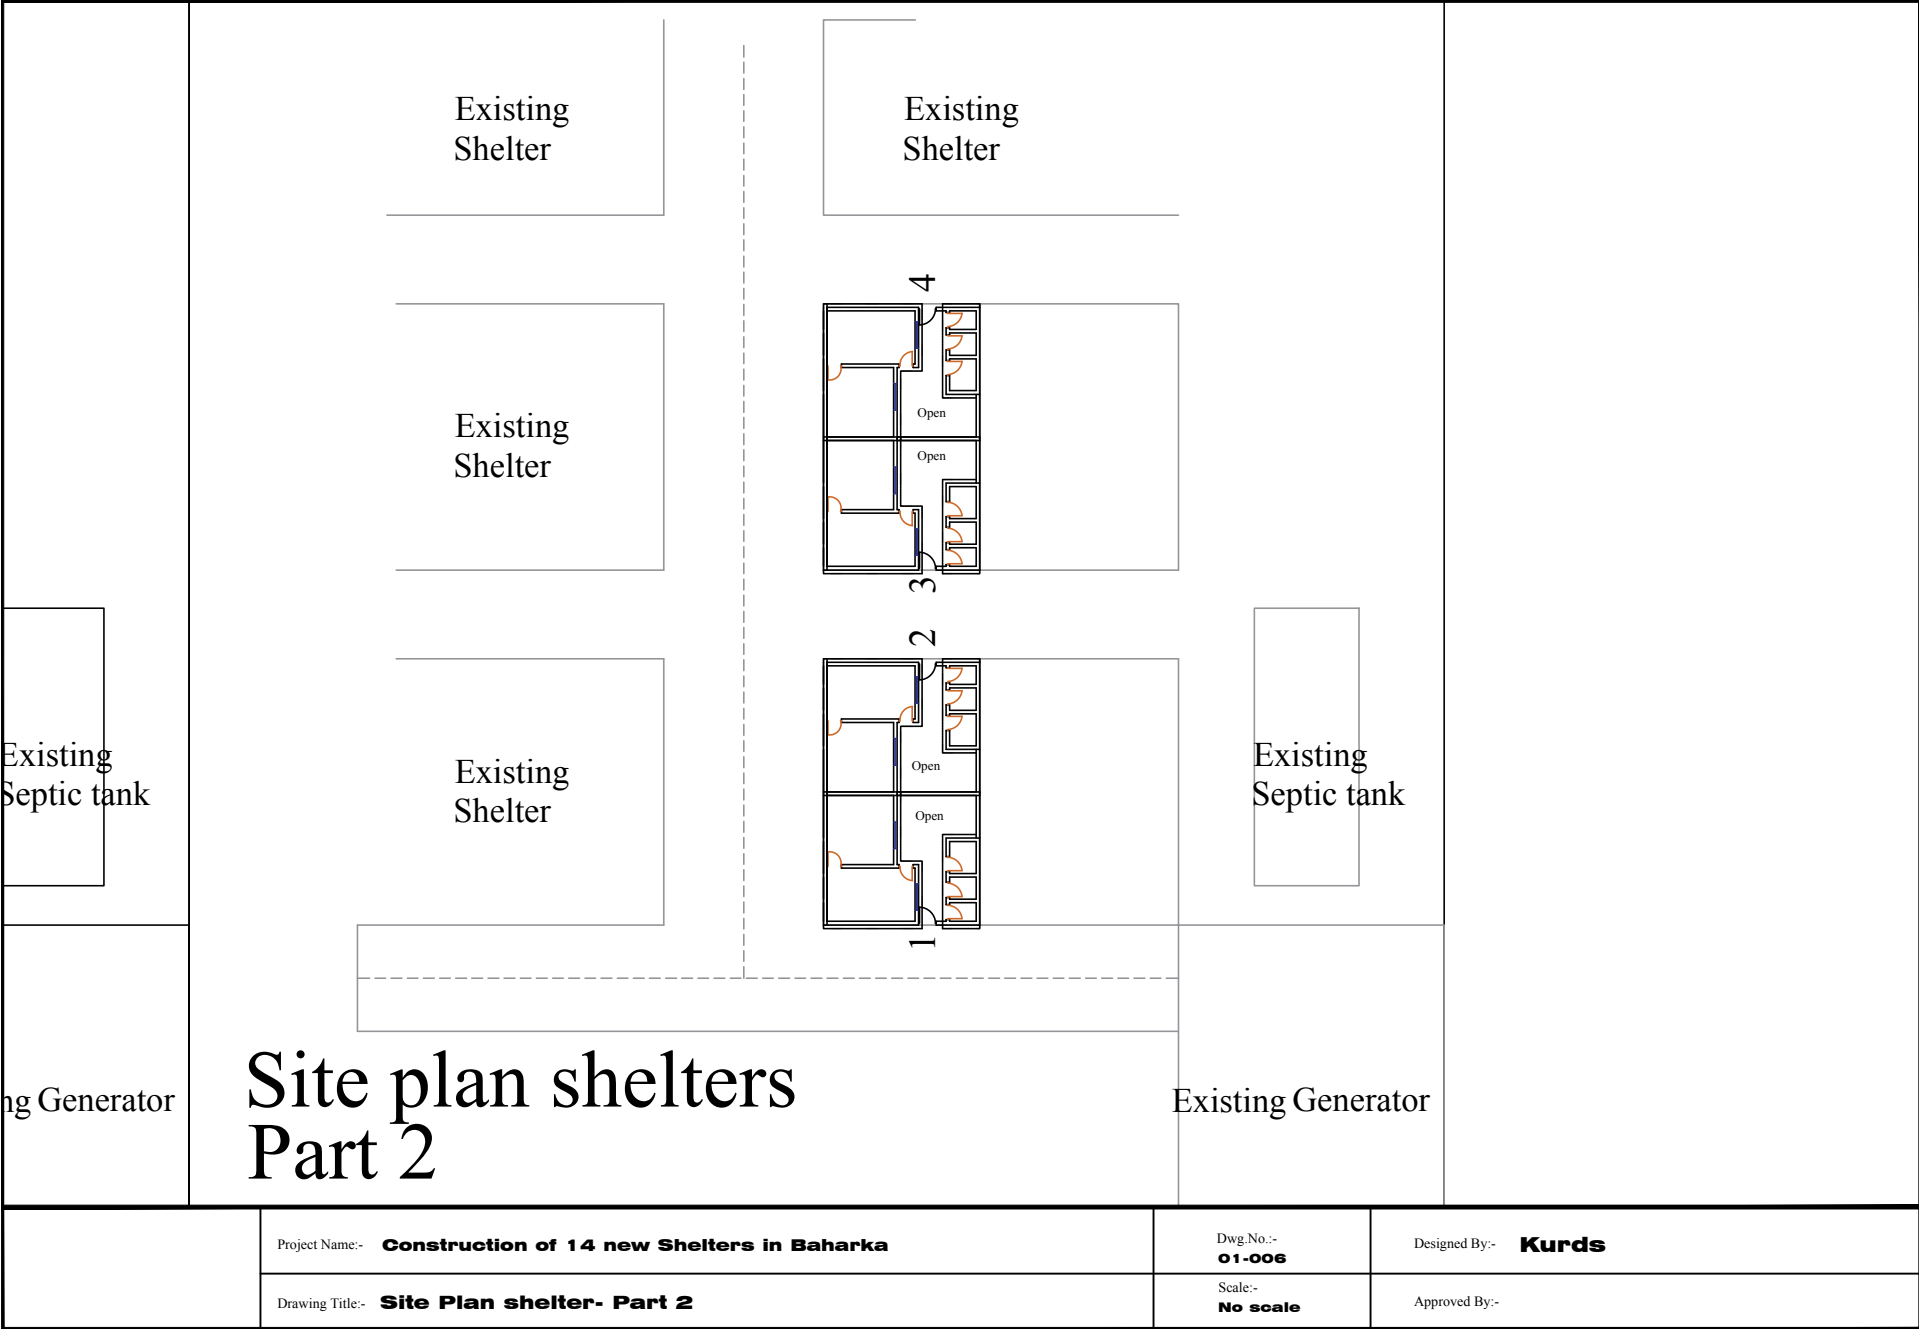 Existing
Shelter
Existing
Shelter
4
Existing
Shelter
Open
Open
3
2
Existing
Septic tank
Existing
Shelter
Open
Open
1
Existing
Septic tank
ng Generator
Existing Generator
Site plan shelters
Part 2
Project Name:- Construction of 14 new Shelters in Baharka
Dwg.No.:-
01-006
Designed By:- Kurds
Drawing Title:- Site Plan shelter- Part 2
Scale:-
No scale
Approved By:-